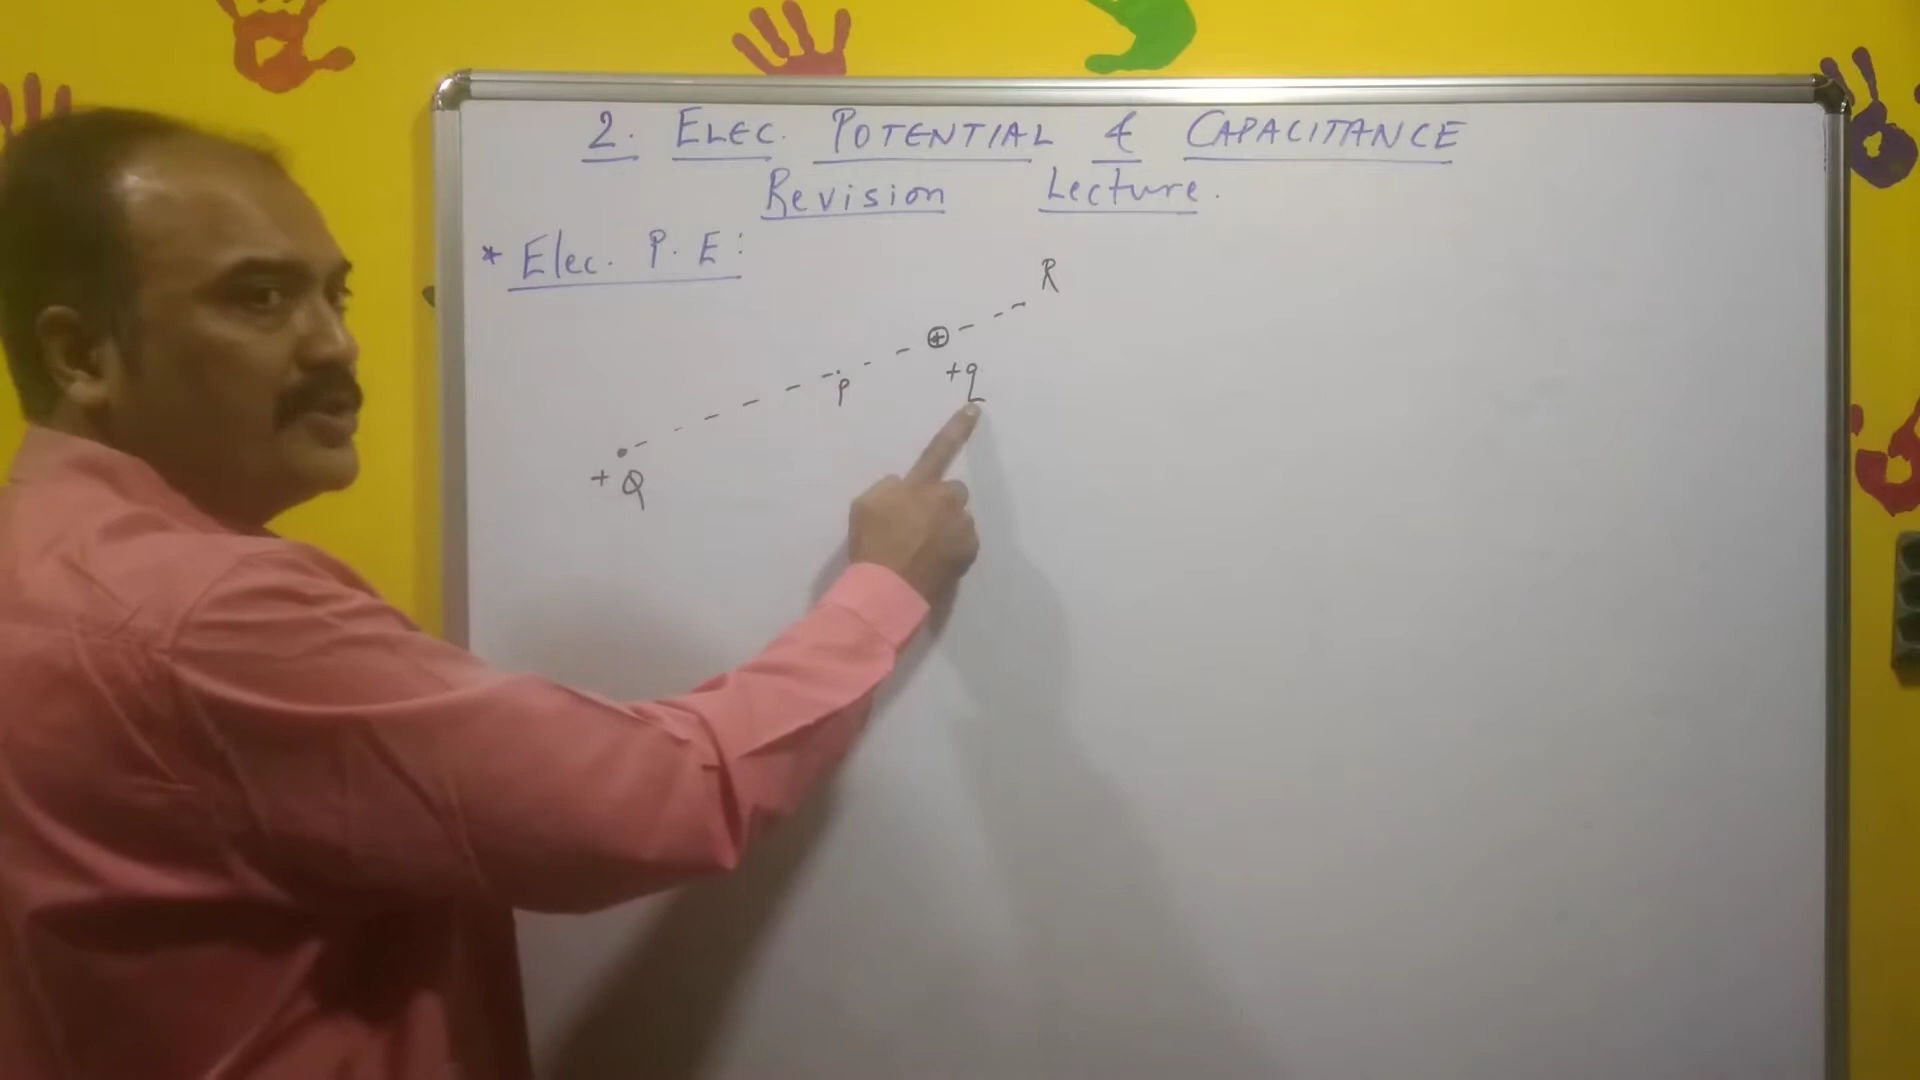 2. ELEC. POTENTIAL & CAPACITANCE
Revision Lecture.
* Elec. P.E:
R
+q
P
+Q